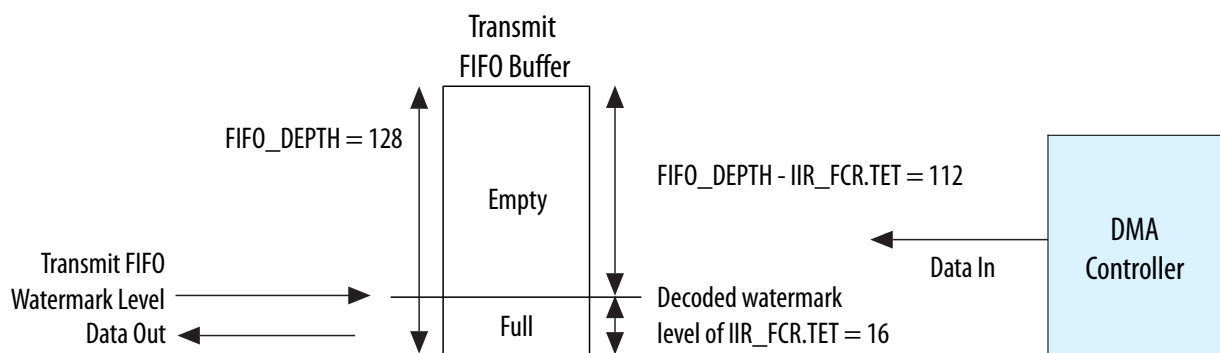 Transmit
FIFO Buffer
FIFO_DEPTH = 128
FIFO_DEPTH - IIR_FCR.TET = 112
Empty
DMA
Controller
Data In
Transmit FIFO
Watermark Level
Data Out
Full
Decoded watermark
level of IIR_FCR.TET = 16